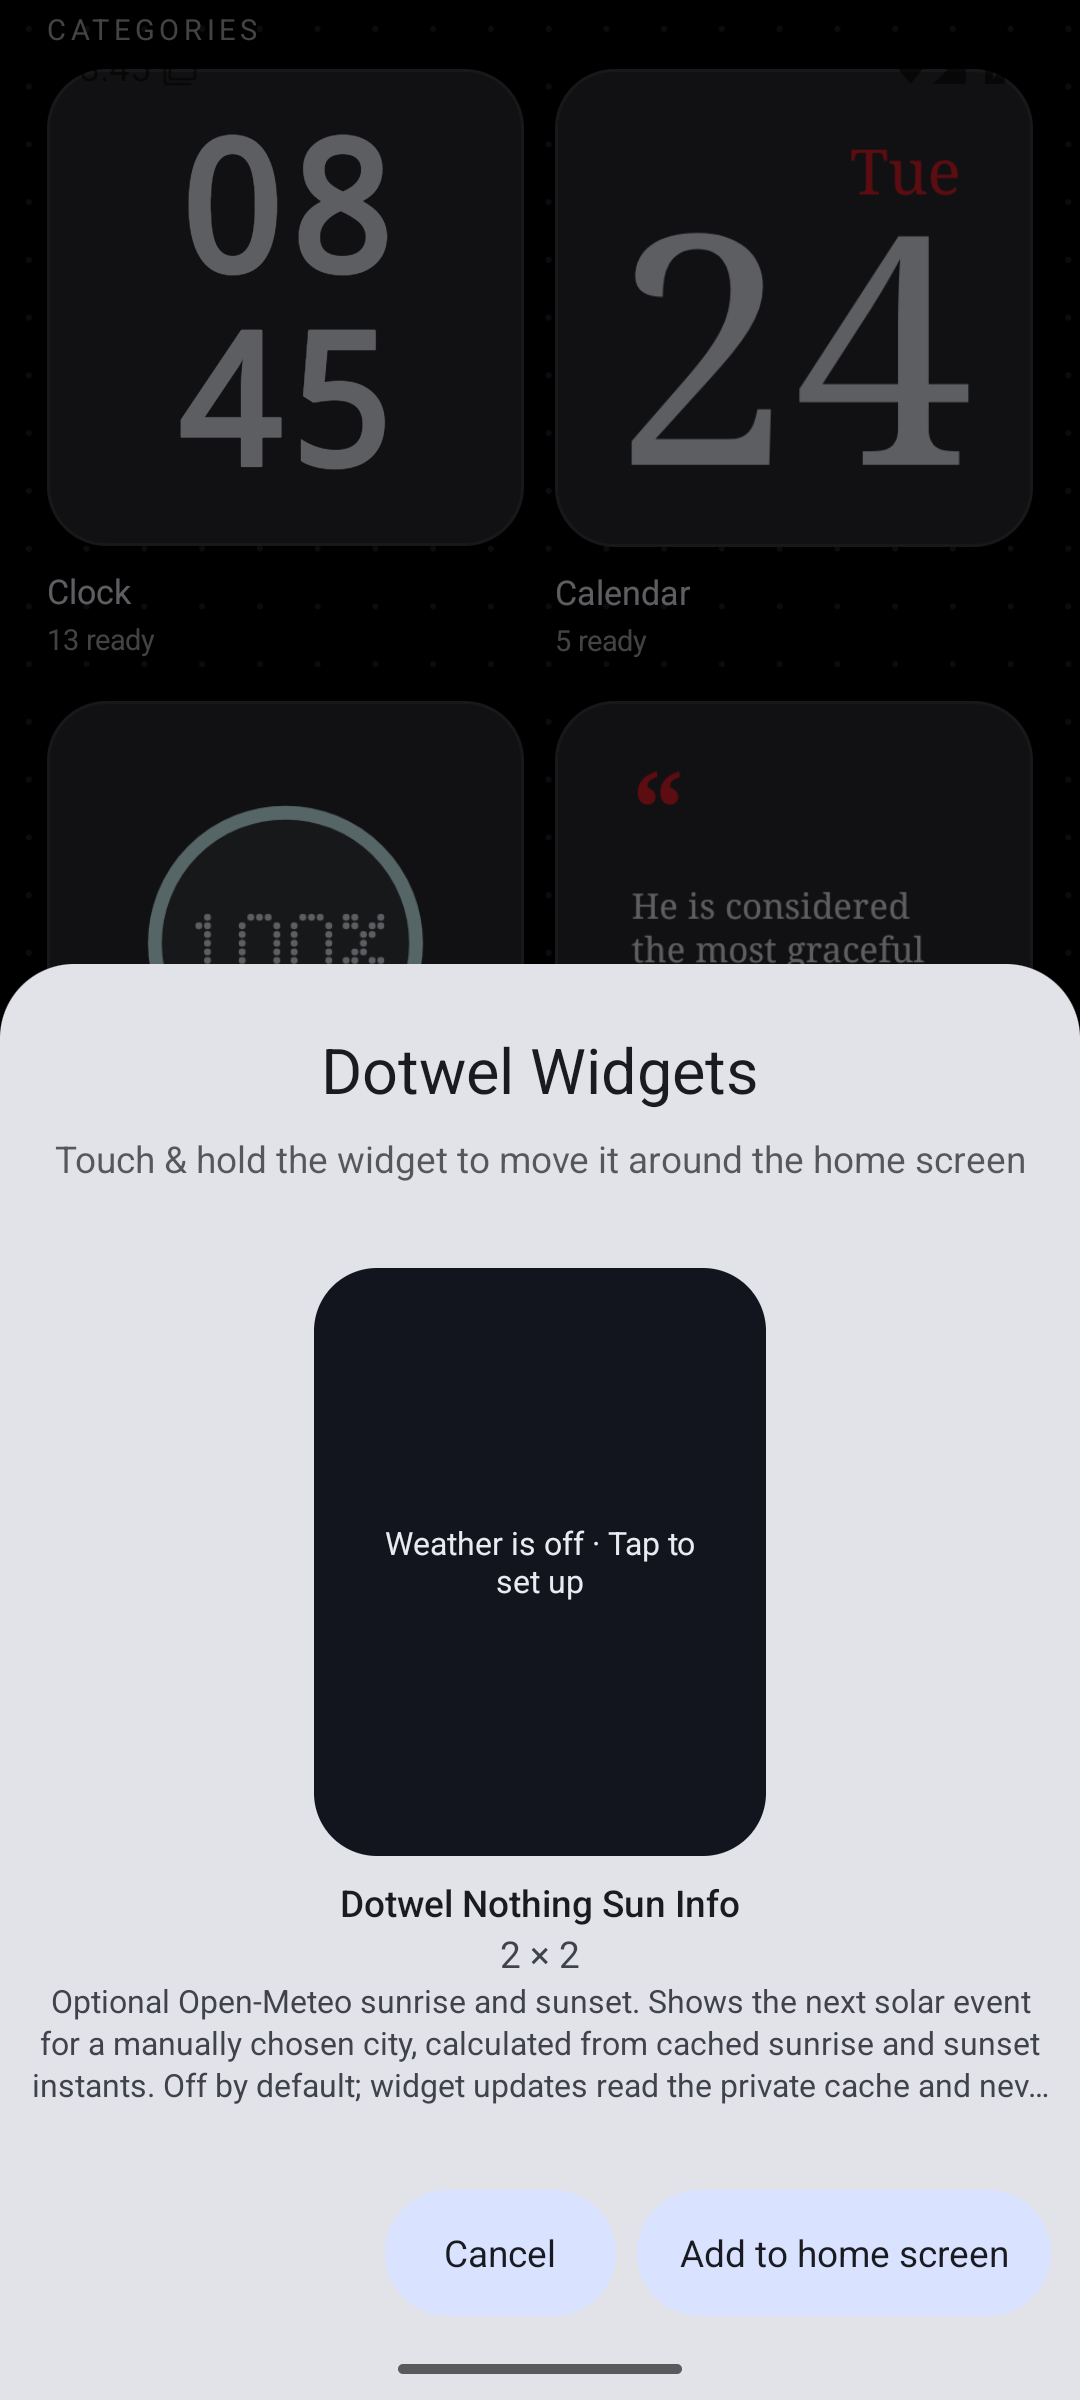 CATEGORIES
08
45
Tue
24
Clock
13 ready
Calendar
5 ready
100%
“
He is considered
the most graceful
Dotwel Widgets
Touch & hold the widget to move it around the home screen
Weather is off · Tap to
set up
Dotwel Nothing Sun Info
2 × 2
Optional Open-Meteo sunrise and sunset. Shows the next solar event
for a manually chosen city, calculated from cached sunrise and sunset
instants. Off by default; widget updates read the private cache and nev…
Cancel
Add to home screen